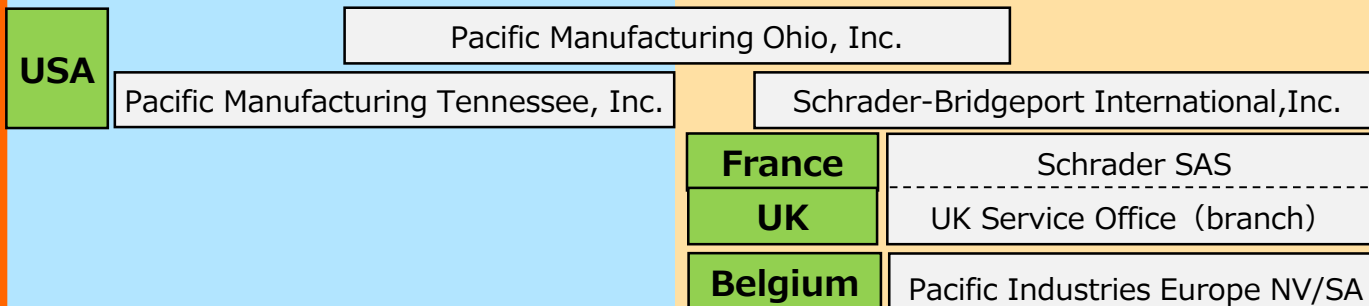 Pacific Manufacturing Ohio, Inc.
USA
Pacific Manufacturing Tennessee, Inc.
Schrader-Bridgeport International,Inc.
France
Schrader SAS
UK
UK Service Office（branch）
Belgium
Pacific Industries Europe NV/SA